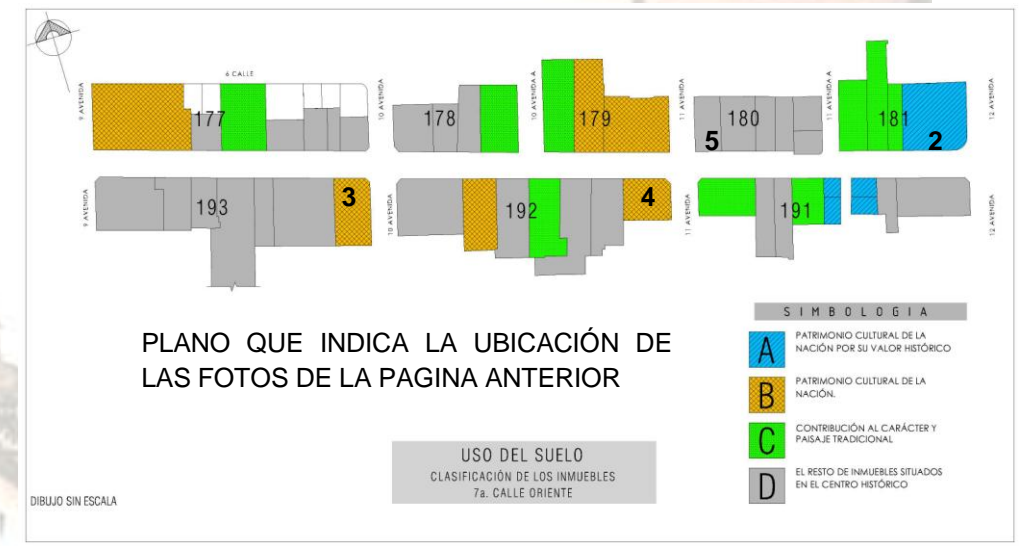 6 CALLE
9 AVENIDA
10 AVENIDA
10 AVENIDA A
11 AVENIDA
11 AVENIDA A
12 AVENIDA
177
178
179
180
181
5
2
9 AVENIDA
10 AVENIDA
11 AVENIDA
12 AVENIDA
193
3
192
4
191
PLANO QUE INDICA LA UBICACIÓN DE
LAS FOTOS DE LA PAGINA ANTERIOR
SIMBOLOGIA
A
PATRIMONIO CULTURAL DE LA
NACIÓN POR SU VALOR HISTÓRICO
B
PATRIMONIO CULTURAL DE LA
NACIÓN.
C
CONTRIBUCIÓN AL CARÁCTER Y
PAISAJE TRADICIONAL
D
EL RESTO DE INMUEBLES SITUADOS
EN EL CENTRO HISTÓRICO
USO DEL SUELO
CLASIFICACIÓN DE LOS INMUEBLES
7a. CALLE ORIENTE
DIBUJO SIN ESCALA